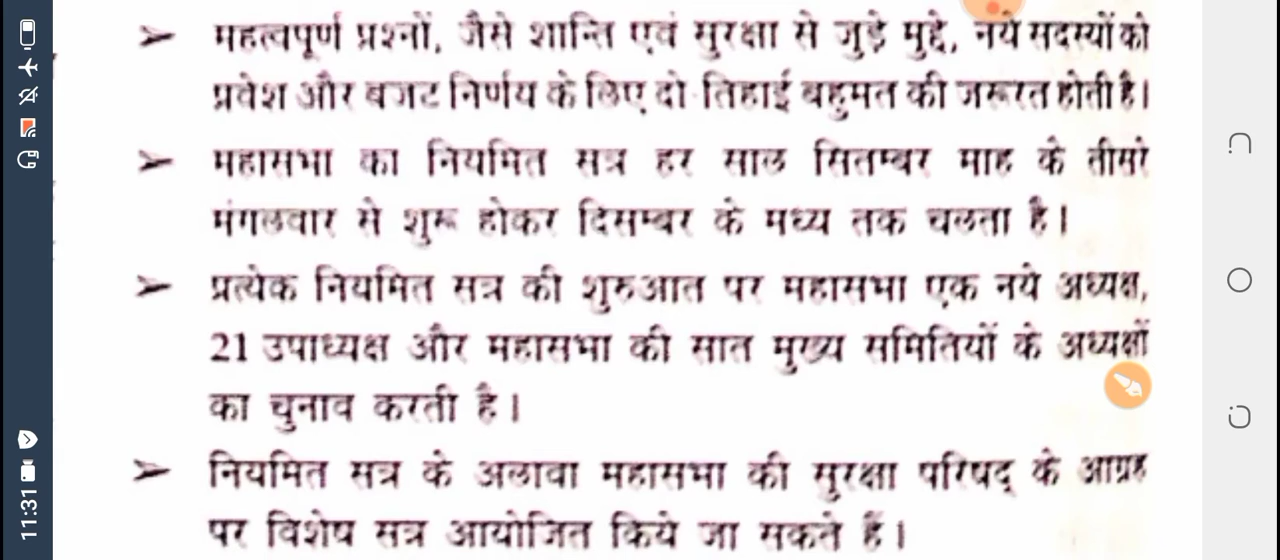 ➢ महत्वपूर्ण प्रश्नों, जैसे शान्ति एवं सुरक्षा से जुड़े मुद्दे, नये सदस्यों को
प्रवेश और बजट निर्णय के लिए दो तिहाई बहुमत की जरूरत होती है।
➢ महासभा का नियमित सत्र हर साल सितम्बर माह के तीसरे
मंगलवार से शुरू होकर दिसम्बर के मध्य तक चलता है।
➢ प्रत्येक नियमित सत्र की शुरुआत पर महासभा एक नये अध्यक्ष,
21 उपाध्यक्ष और महासभा की सात मुख्य समितियों के अध्यक्षों
का चुनाव करती है।
➢ नियमित सत्र के अलावा महासभा की सुरक्षा परिषद् के आग्रह
पर विशेष सत्र आयोजित किये जा सकते हैं।
11:31